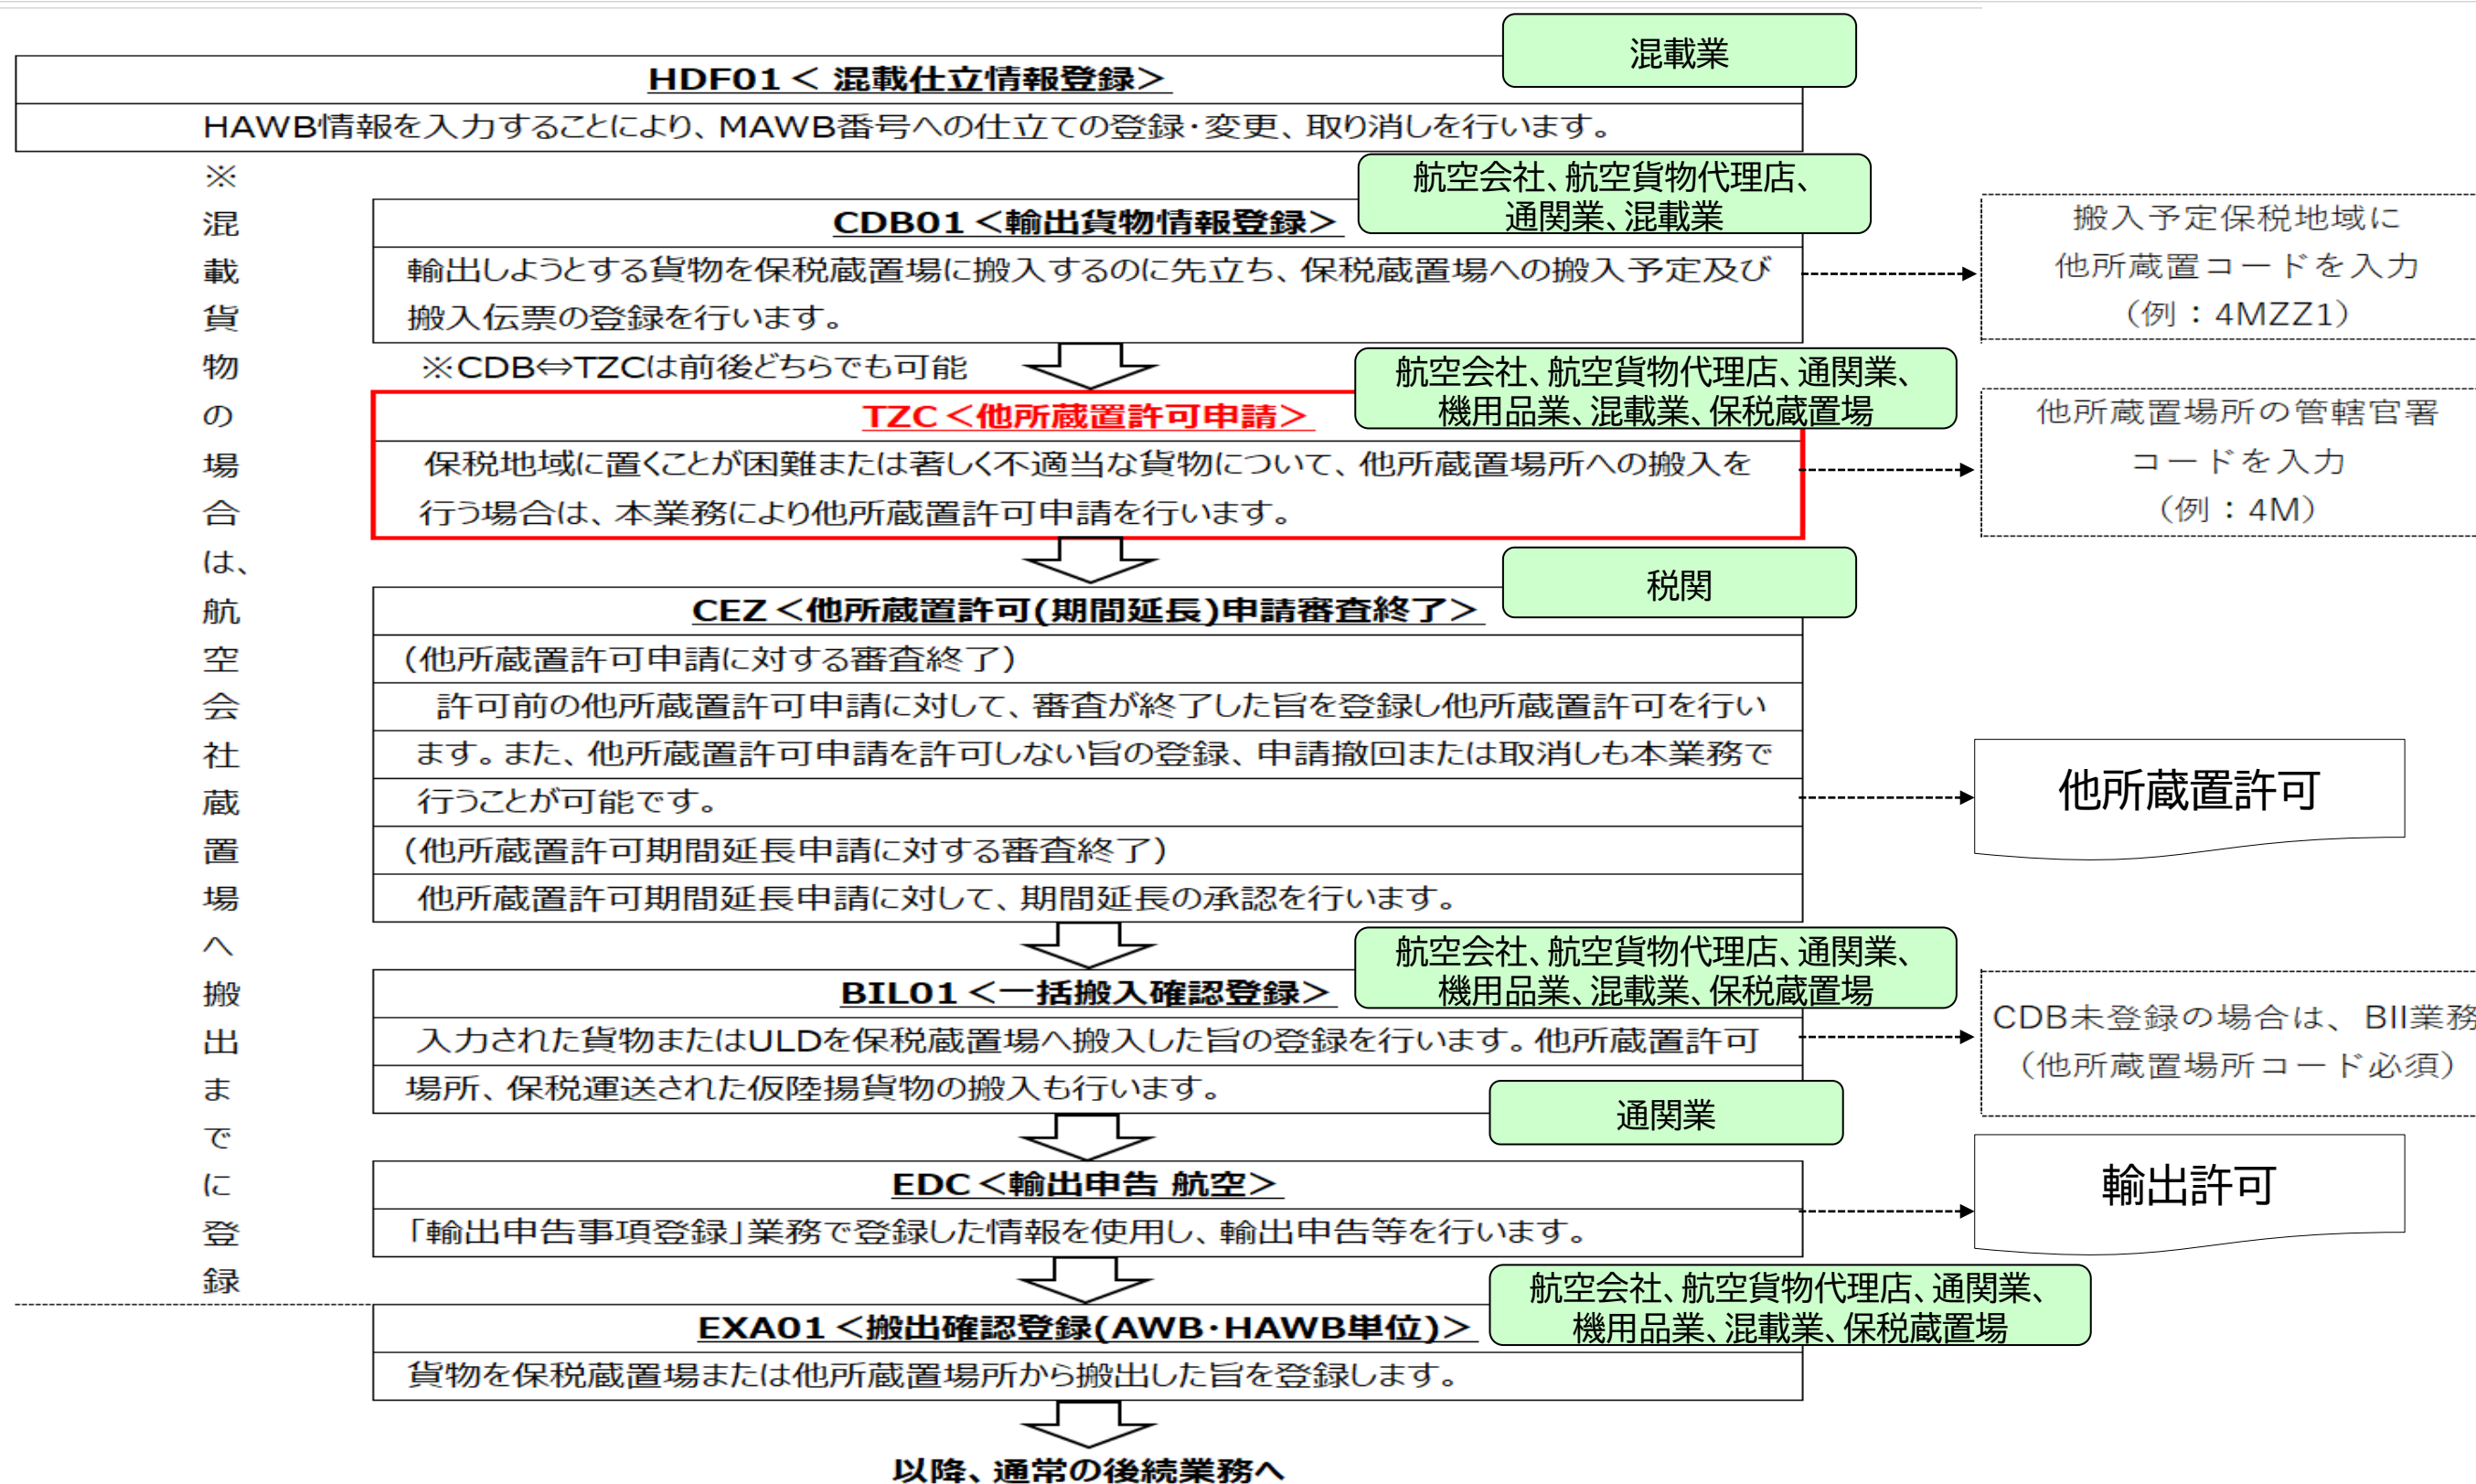 混載業
HDF01＜ 混載仕立情報登録＞
HAWB情報を入力することにより、MAWB番号への仕立ての登録・変更、取り消しを行います。
※混載貨物の場合は、航空会社蔵置場へ搬出までに登録
航空会社、航空貨物代理店、
通関業、混載業
CDB01＜輸出貨物情報登録＞
輸出しようとする貨物を保税蔵置場に搬入するのに先立ち、保税蔵置場への搬入予定及び
搬入伝票の登録を行います。
搬入予定保税地域に
他所蔵置コードを入力
（例：4MZZ1）
※CDB⇔TZCは前後どちらでも可能
航空会社、航空貨物代理店、通関業、
機用品業、混載業、保税蔵置場
TZC＜他所蔵置許可申請＞
保税地域に置くことが困難または著しく不適当な貨物について、他所蔵置場所への搬入を
行う場合は、本業務により他所蔵置許可申請を行います。
他所蔵置場所の管轄官署
コードを入力
（例：4M）
税関
CEZ＜他所蔵置許可(期間延長)申請審査終了＞
（他所蔵置許可申請に対する審査終了）
許可前の他所蔵置許可申請に対して、審査が終了した旨を登録し他所蔵置許可を行い
ます。また、他所蔵置許可申請を許可しない旨の登録、申請撤回または取消しも本業務で
行うことが可能です。
（他所蔵置許可期間延長申請に対する審査終了）
他所蔵置許可期間延長申請に対して、期間延長の承認を行います。
他所蔵置許可
航空会社、航空貨物代理店、通関業、
機用品業、混載業、保税蔵置場
BIL01＜一括搬入確認登録＞
入力された貨物またはULDを保税蔵置場へ搬入した旨の登録を行います。他所蔵置許可
場所、保税運送された仮陸揚貨物の搬入も行います。
CDB未登録の場合は、BII業務
（他所蔵置場所コード必須）
通関業
EDC＜輸出申告 航空＞
「輸出申告事項登録」業務で登録した情報を使用し、輸出申告等を行います。
輸出許可
航空会社、航空貨物代理店、通関業、
機用品業、混載業、保税蔵置場
EXA01＜搬出確認登録(AWB・HAWB単位)＞
貨物を保税蔵置場または他所蔵置場所から搬出した旨を登録します。
以降、通常の後続業務へ